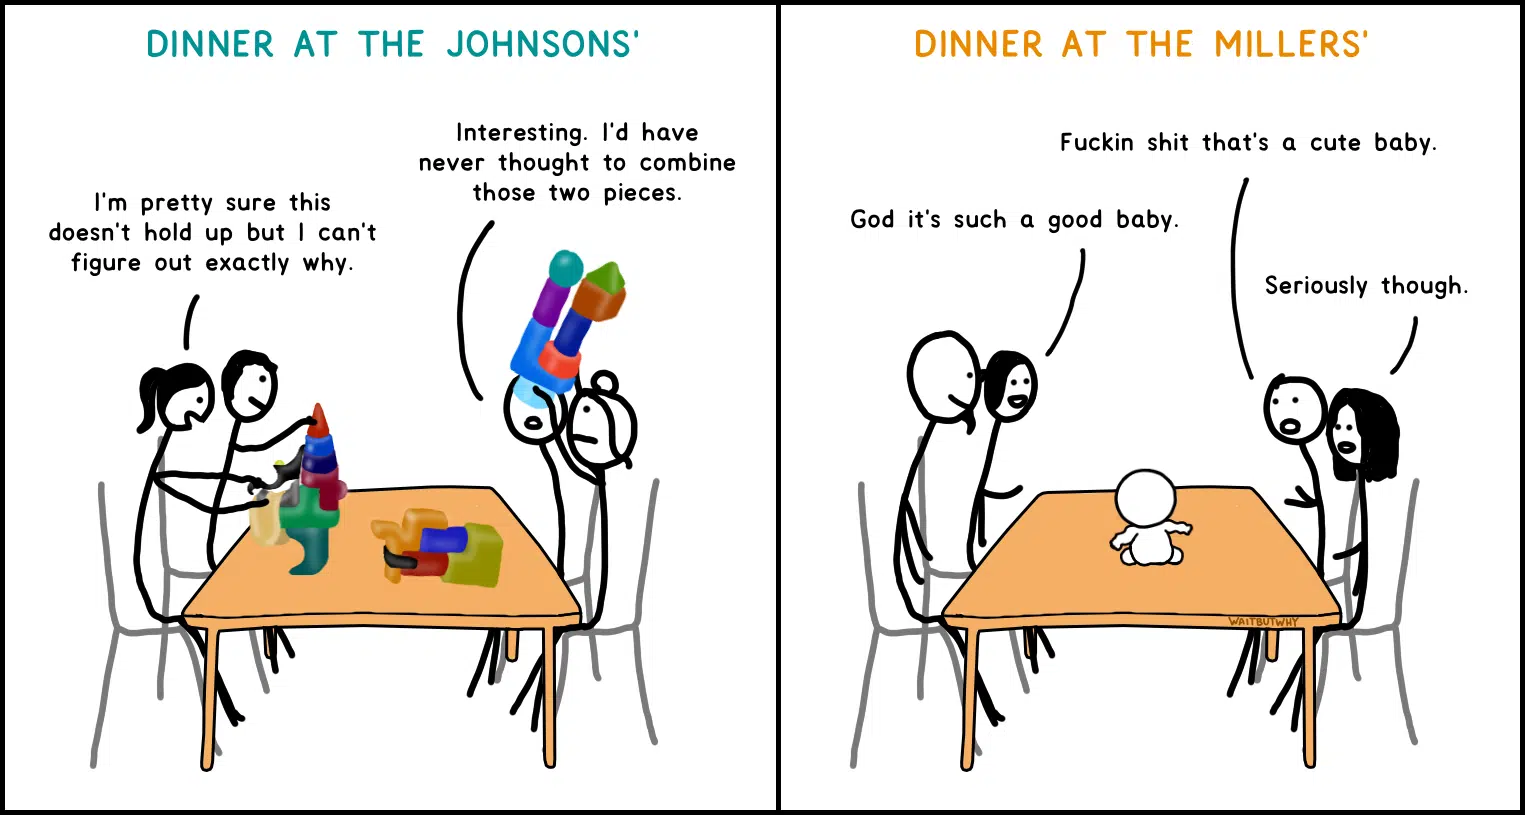 DINNER AT THE JOHNSONS'
Interesting. I'd have
never thought to combine
those two pieces.
I'm pretty sure this
doesn't hold up but I can't
figure out exactly why.
DINNER AT THE MILLERS'
Fuckin shit that's a cute baby.
God it's such a good baby.
Seriously though.
WAITBUTWHY